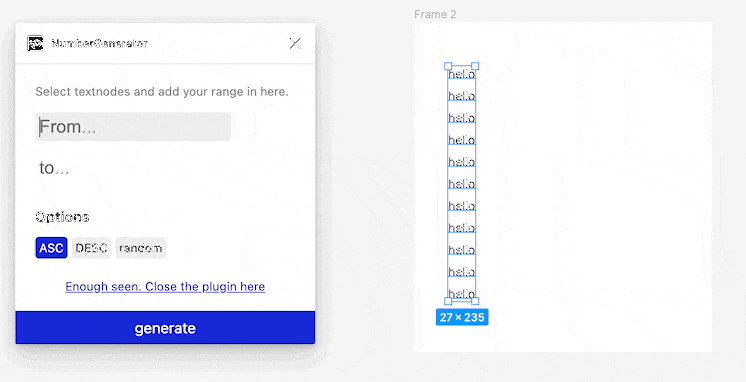 NumberGenerator
Select textnodes and add your range in here.
From...
to...
Options
ASC DESC random
Enough seen. Close the plugin here
generate
Frame 2
hello
hello
hello
hello
hello
hello
hello
hello
hello
hello
hello
27 × 235